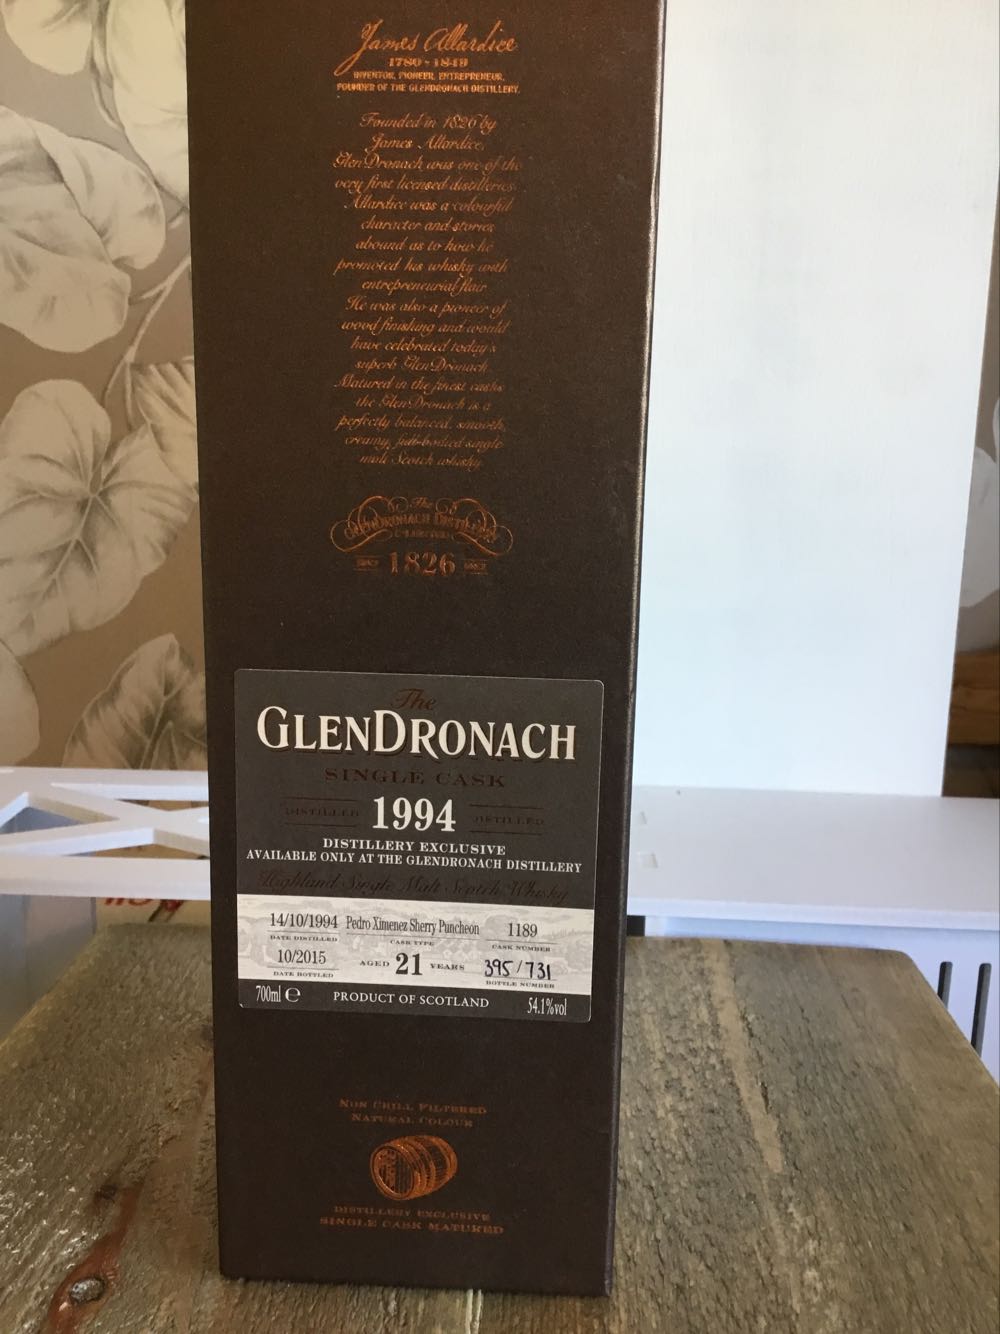 James Allardice
1780 - 1849
INVENTOR, PIONEER, ENTREPRENEUR,
FOUNDER OF THE GLENDRONACH DISTILLERY.
Founded in 1826 by
James Allardice,
GlenDronach was one of the
very first licensed distilleries.
Allardice was a colourful
character and stories
abound as to how he
promoted his whisky with
entrepreneurial flair.
He was also a pioneer of
wood finishing and would
have celebrated today's
superb GlenDronach.
Matured in the finest casks
the GlenDronach is a
perfectly balanced, smooth,
creamy, full-bodied single
malt Scotch whisky.
The
GLENDRONACH DISTILLERY
1826
The
GLENDRONACH
SINGLE CASK
DISTILLED 1994 DISTILLED
DISTILLERY EXCLUSIVE
AVAILABLE ONLY AT THE GLENDRONACH DISTILLERY
Highland Single Malt Scotch Whisky
14/10/1994 Pedro Ximenez Sherry Puncheon 1189
DATE DISTILLED CASK TYPE CASK NUMBER
10/2015 AGED 21 YEARS 395/731
DATE BOTTLED BOTTLE NUMBER
700ml e PRODUCT OF SCOTLAND 54.1%vol
NON CHILL FILTERED
NATURAL COLOUR
DISTILLERY EXCLUSIVE
SINGLE CASK MATURED